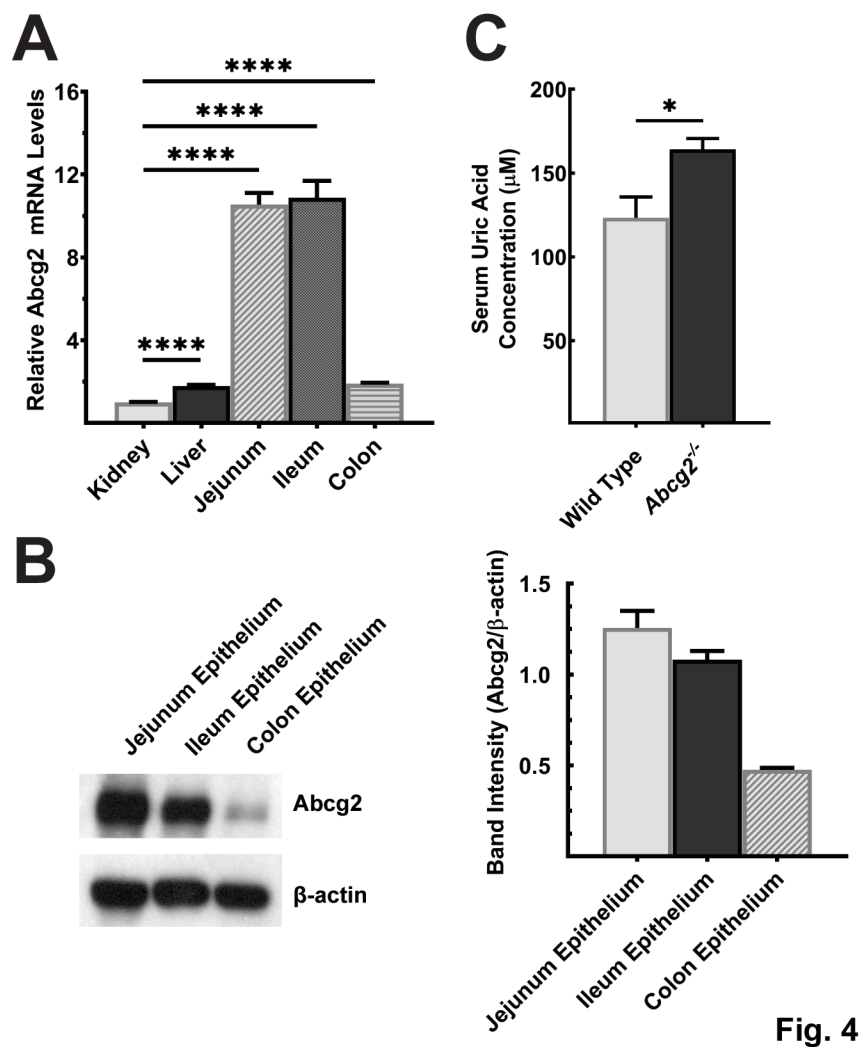 A
Relative Abcg2 mRNA Levels
16
12
8
4
****
****
****
****
Kidney
Liver
Jejunum
Ileum
Colon
C
Serum Uric Acid
Concentration (μM)
200
150
100
50
*
Wild Type
Abcg2-/-
B
Jejunum Epithelium
Ileum Epithelium
Colon Epithelium
Abcg2
β-actin
Band Intensity (Abcg2/β-actin)
1.5
1.0
0.5
Jejunum Epithelium
Ileum Epithelium
Colon Epithelium
Fig. 4